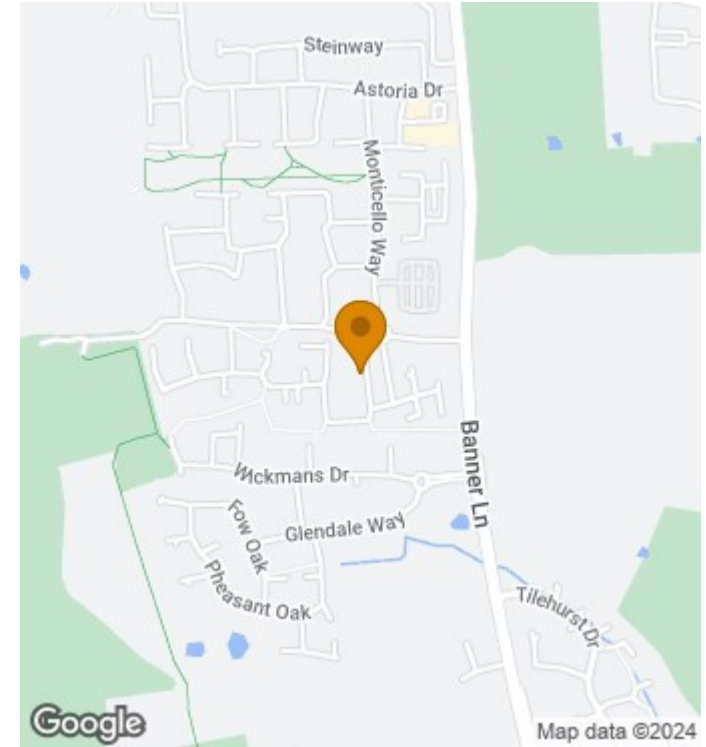 Steinway
Astoria Dr
Monticello Way
Banner Ln
Wickmans Dr
Fow Oak
Glendale Way
Pheasant Oak
Tilehurst Dr
Google
Map data ©2024